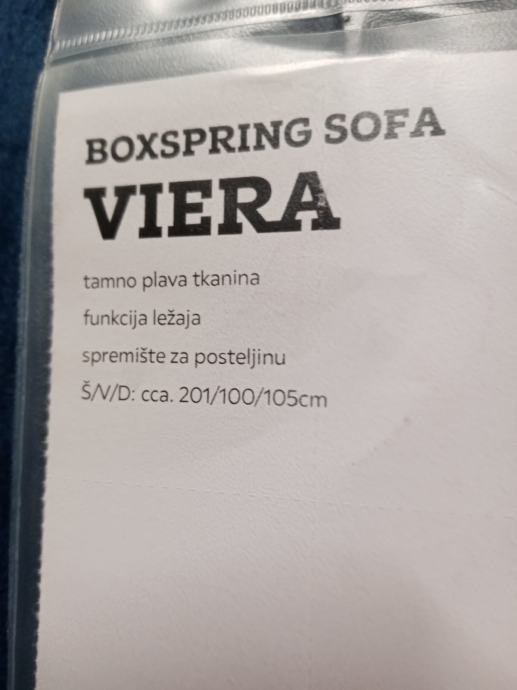 BOXSPRING SOFA
VIERA
tamno plava tkanina
funkcija ležaja
spremište za posteljinu
Š/V/D: cca. 201/100/105cm